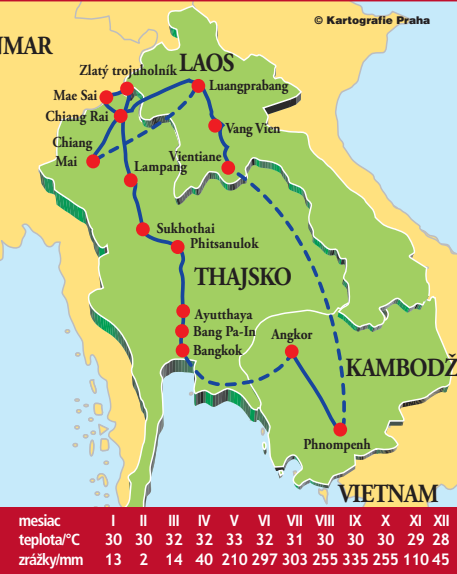 © Kartografie Praha
NMAR
Zlatý trojuholník
LAOS
Mae Sai
Luangprabang
Chiang Rai
Vang Vien
Chiang
Mai
Vientiane
Lampang
Sukhothai
Phitsanulok
THAJSKO
Ayutthaya
Bang Pa-In
Angkor
Bangkok
KAMBODŽ
Phnompenh
VIETNAM
mesiac I II III IV V VI VII VIII IX X XI XII
teplota/°C 30 30 32 32 33 32 31 30 30 30 29 28
zrážky/mm 13 2 14 40 210 297 303 255 335 255 110 45